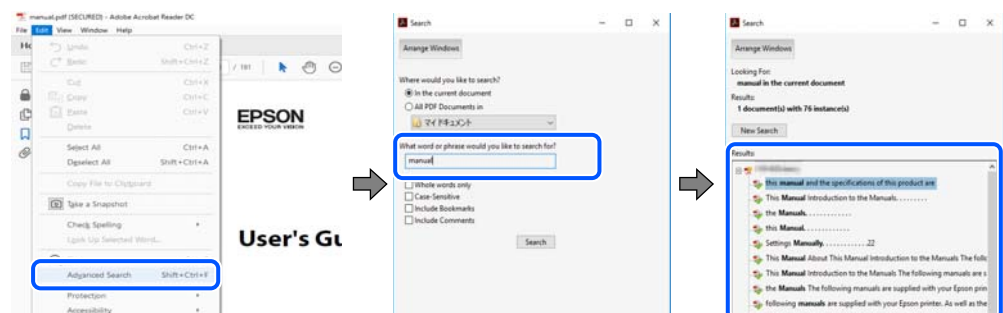 manual.pdf (SECURED) - Adobe Acrobat Reader DC
File Edit View Window Help
Undo Ctrl+Z
Redo Shift+Ctrl+Z
Cut Ctrl+X
Copy Ctrl+C
Paste Ctrl+V
Delete
Select All Ctrl+A
Deselect All Shift+Ctrl+A
Copy File to Clipboard
Take a Snapshot
Check Spelling
Look Up Selected Word...
Advanced Search Shift+Ctrl+F
Protection
Accessibility
/ 191
EPSON
EXCEED YOUR VISION
User's Gu
Search
Arrange Windows
Where would you like to search?
In the current document
All PDF Documents in
マイ ドキュメント
What word or phrase would you like to search for?
manual
Whole words only
Case-Sensitive
Include Bookmarks
Include Comments
Search
Search
Arrange Windows
Looking For:
manual in the current document
Results:
1 document(s) with 76 instance(s)
New Search
Results:
this manual and the specifications of this product are
This Manual Introduction to the Manuals. . . . . . . . .
the Manuals. . . . . . . . . . . . .
this Manual. . . . . . . . . . . . .
Settings Manually. . . . . . . . . . . . 22
This Manual About This Manual Introduction to the Manuals The follo
This Manual Introduction to the Manuals The following manuals are s
the Manuals The following manuals are supplied with your Epson prin
following manuals are supplied with your Epson printer. As well as the